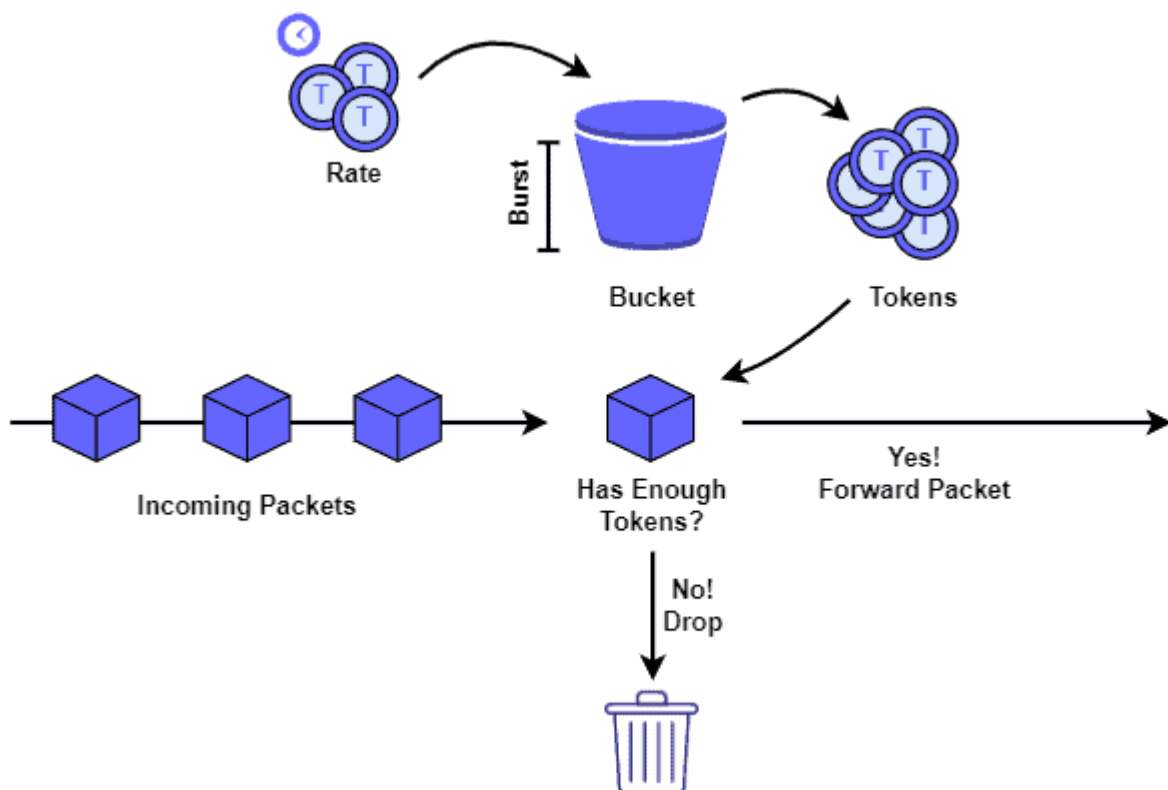 T
T
T
Rate
Burst
Bucket
T
T
T
T
T
Tokens
Incoming Packets
Has Enough
Tokens?
Yes!
Forward Packet
No!
Drop